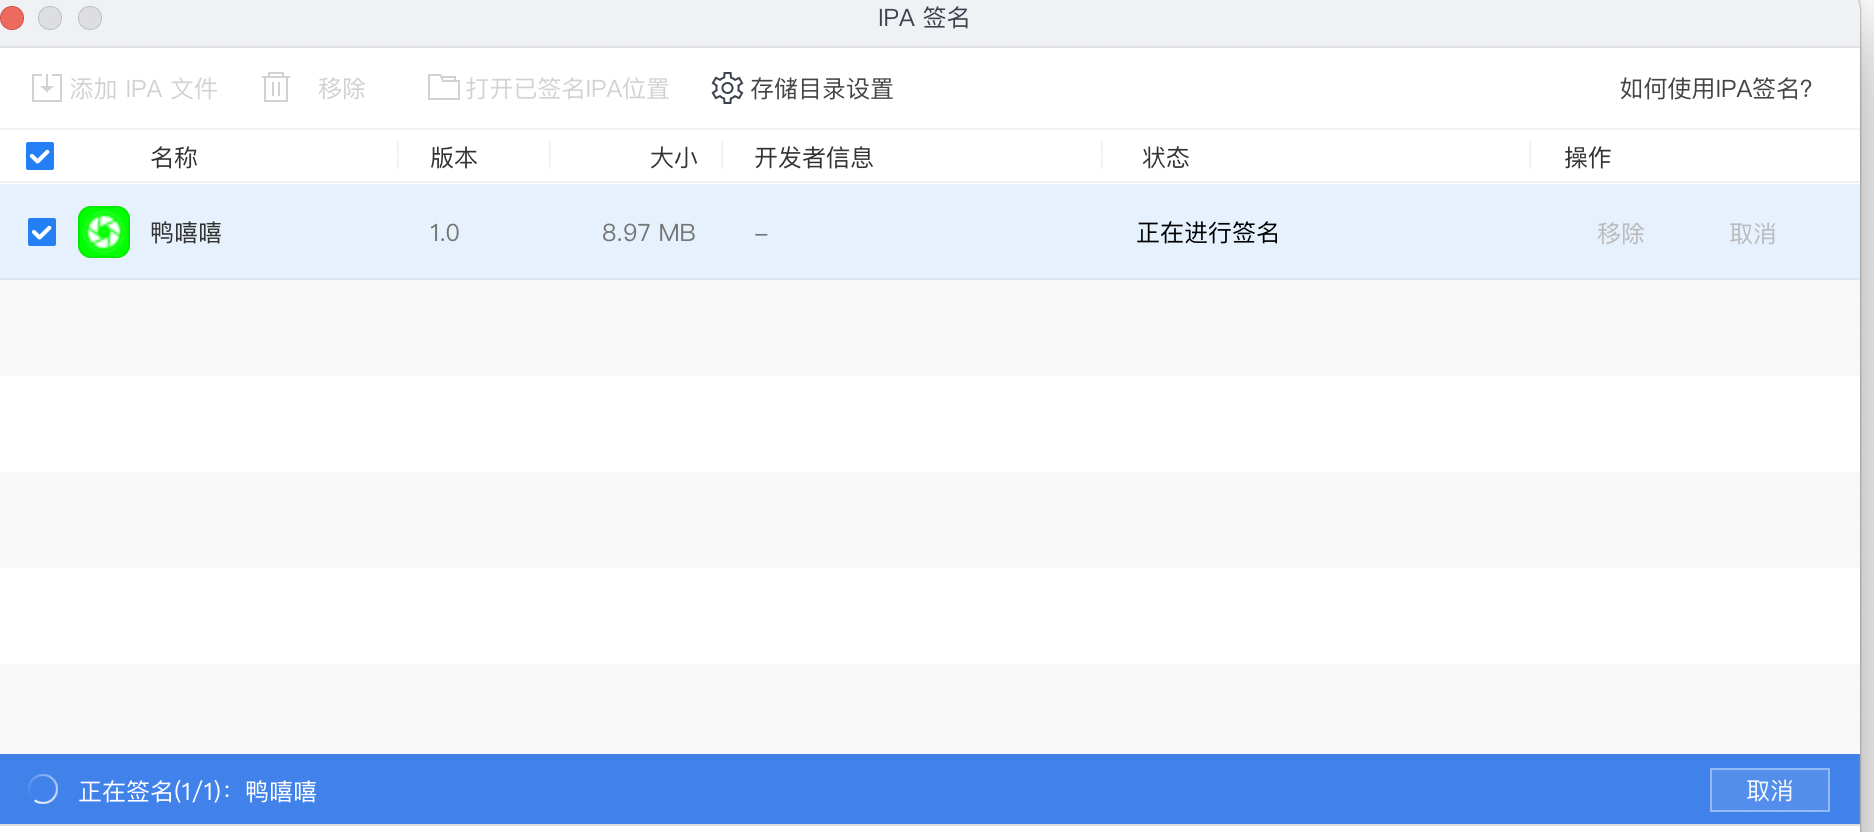 IPA 签名
添加 IPA 文件 移除 打开已签名IPA位置 存储目录设置 如何使用IPA签名?
名称 版本 大小 开发者信息 状态 操作
鸭嘻嘻 1.0 8.97 MB – 正在进行签名 移除 取消
正在签名(1/1): 鸭嘻嘻 取消